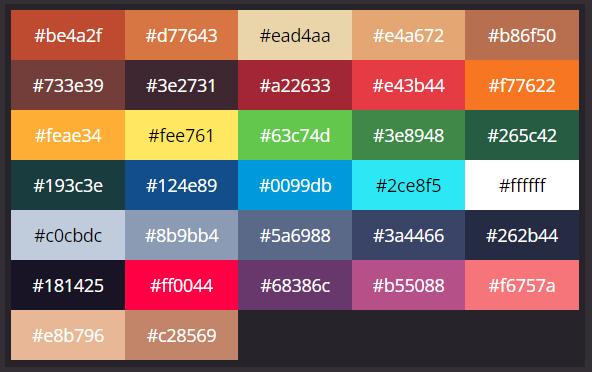 #be4a2f #d77643 #ead4aa #e4a672 #b86f50
#733e39 #3e2731 #a22633 #e43b44 #f77622
#feae34 #fee761 #63c74d #3e8948 #265c42
#193c3e #124e89 #0099db #2ce8f5 #ffffff
#c0cbdc #8b9bb4 #5a6988 #3a4466 #262b44
#181425 #ff0044 #68386c #b55088 #f6757a
#e8b796 #c28569